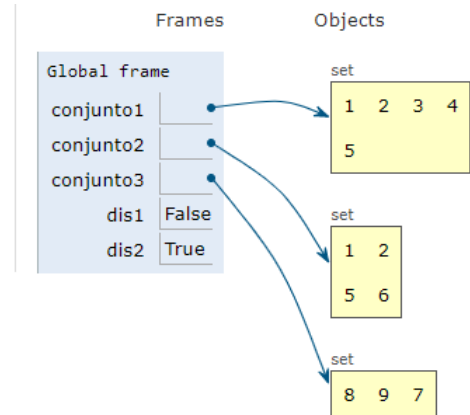 Frames Objects
Global frame
conjunto1
conjunto2
conjunto3
dis1 False
dis2 True
set
1 2 3 4
5
set
1 2
5 6
set
8 9 7